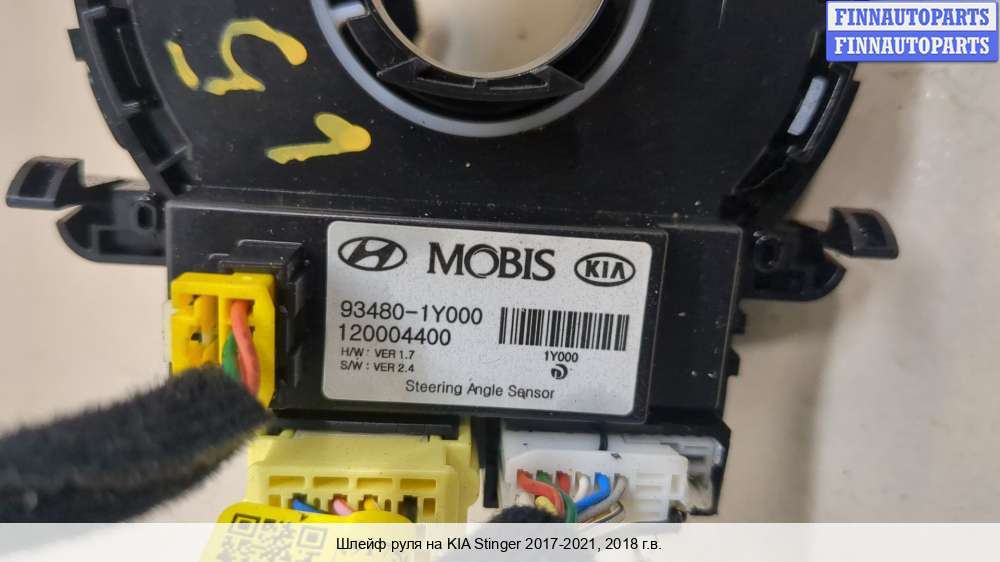 FINNAUTOPARTS
FINNAUTOPARTS
51
MOBIS KIA
93480-1Y000
120004400
H/W : VER 1.7
S/W : VER 2.4
1Y000
Steering Angle Sensor
Шлейф руля на KIA Stinger 2017-2021, 2018 г.в.